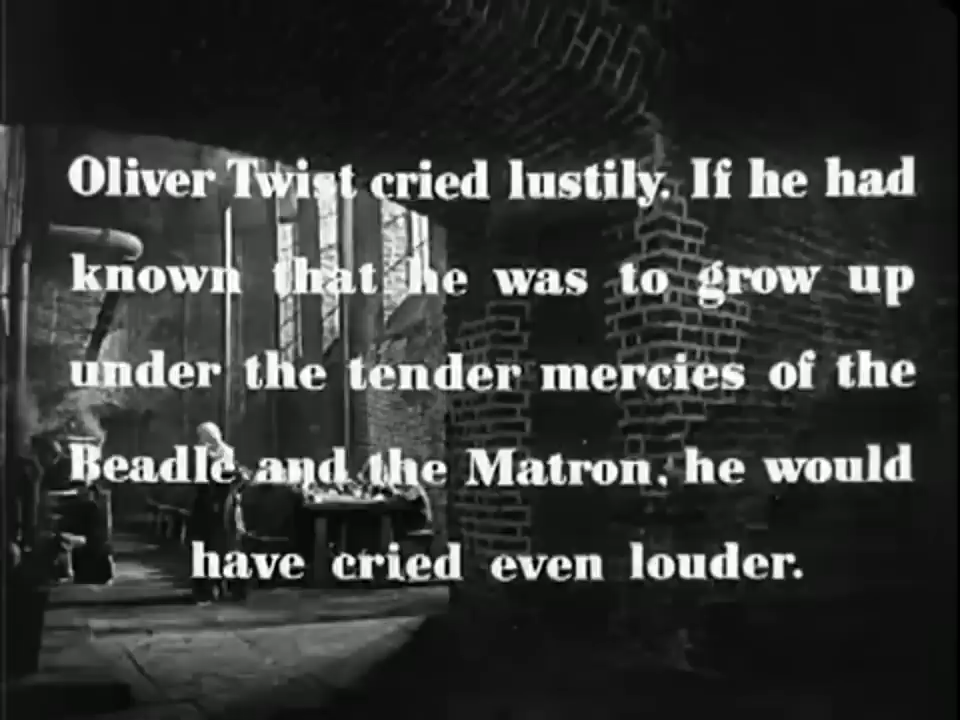 Oliver Twist cried lustily. If he had
known that he was to grow up
under the tender mercies of the
Beadle and the Matron, he would
have cried even louder.